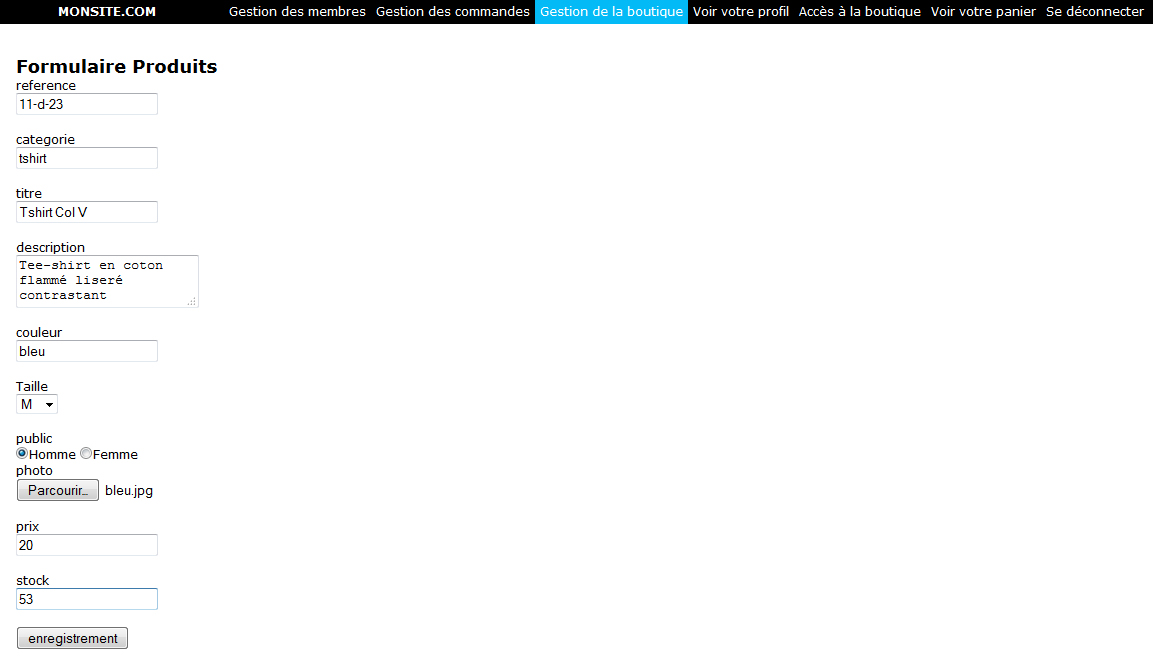 MONSITE.COM Gestion des membres Gestion des commandes Gestion de la boutique Voir votre profil Accès à la boutique Voir votre panier Se déconnecter
Formulaire Produits
reference
11-d-23
categorie
tshirt
titre
Tshirt Col V
description
Tee-shirt en coton
flammé liseré
contrastant
couleur
bleu
Taille
M
public
Homme Femme
photo
Parcourir... bleu.jpg
prix
20
stock
53
enregistrement